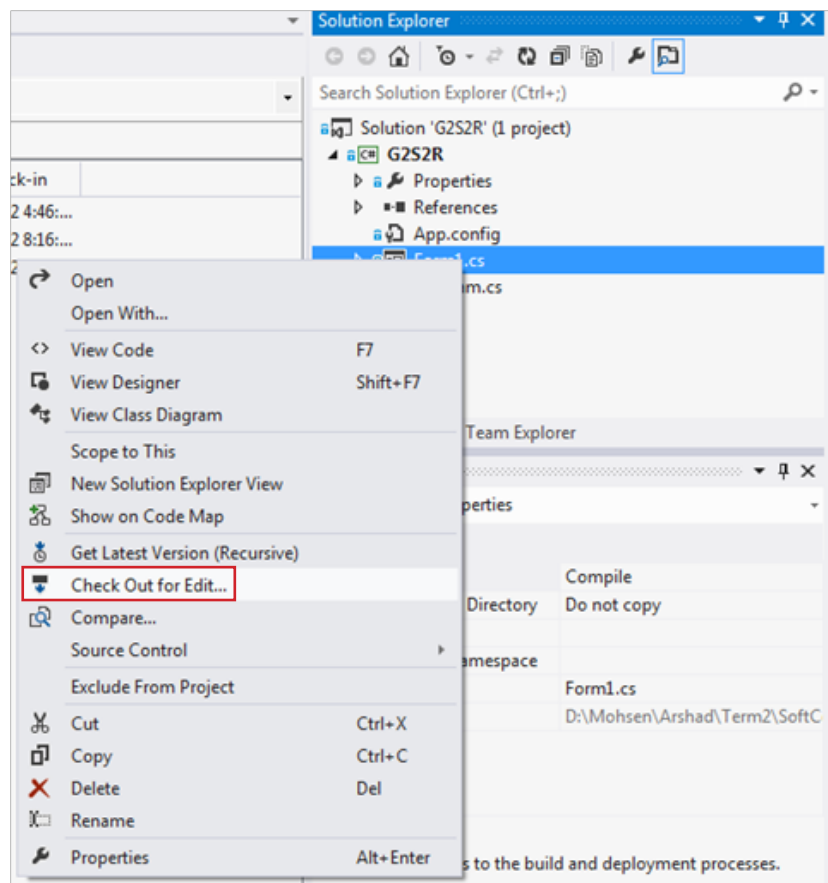 Solution Explorer
Search Solution Explorer (Ctrl+;)
Solution 'G2S2R' (1 project)
C# G2S2R
ck-in
Properties
References
2 4:46:...
App.config
2 8:16:...
Form1.cs
2
Open
m.cs
Open With...
View Code F7
View Designer Shift+F7
View Class Diagram
Team Explorer
Scope to This
New Solution Explorer View
perties
Show on Code Map
Get Latest Version (Recursive)
Check Out for Edit...
Compile
Directory Do not copy
Compare...
Source Control
amespace
Exclude From Project
Form1.cs
D:\Mohsen\Arshad\Term2\SoftC
Cut Ctrl+X
Copy Ctrl+C
Delete Del
Rename
Properties Alt+Enter
s to the build and deployment processes.